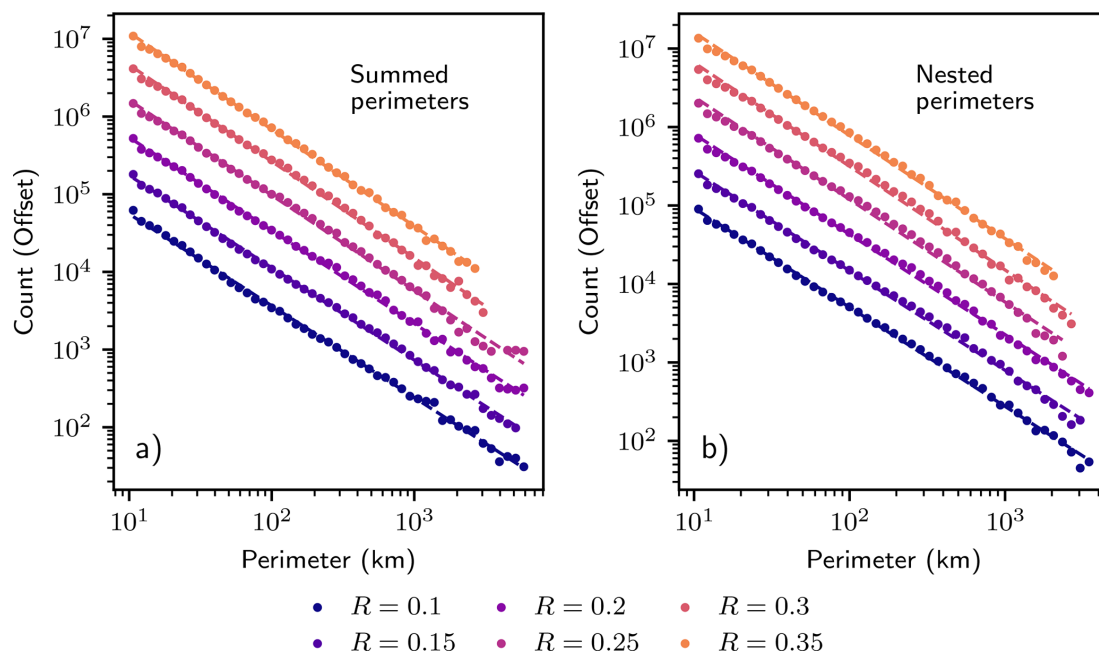 Summed
perimeters
10^7
10^6
10^5
10^4
10^3
10^2
Count (Offset)
a)
10^1
10^2
10^3
Perimeter (km)
Nested
perimeters
10^7
10^6
10^5
10^4
10^3
10^2
Count (Offset)
b)
10^1
10^2
10^3
Perimeter (km)
R = 0.1
R = 0.15
R = 0.2
R = 0.25
R = 0.3
R = 0.35